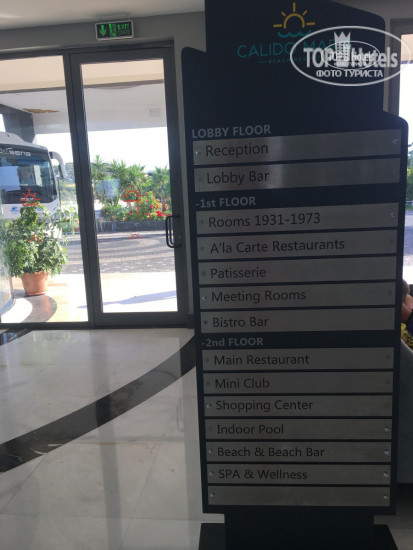 EXIT
CALIDO MARIS
TOPHotels
ФОТО ТУРИСТА
LOBBY FLOOR
Reception
Lobby Bar
-1st FLOOR
Rooms 1931-1973
A'la Carte Restaurants
Patisserie
Meeting Rooms
Bistro Bar
-2nd FLOOR
Main Restaurant
Mini Club
Shopping Center
Indoor Pool
Beach & Beach Bar
SPA & Wellness